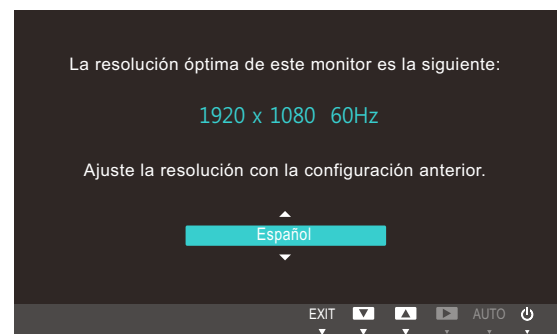 La resolución óptima de este monitor es la siguiente:
1920 x 1080 60Hz
Ajuste la resolución con la configuración anterior.
Español
EXIT AUTO